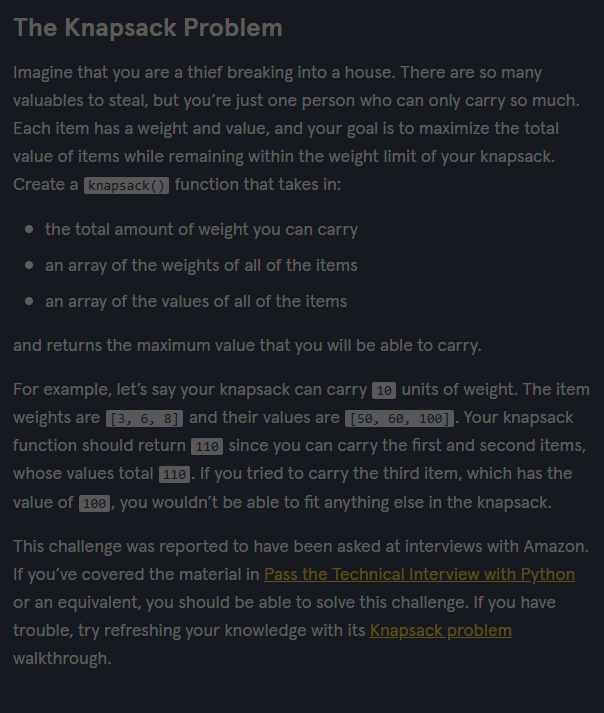 The Knapsack Problem
Imagine that you are a thief breaking into a house. There are so many
valuables to steal, but you’re just one person who can only carry so much.
Each item has a weight and value, and your goal is to maximize the total
value of items while remaining within the weight limit of your knapsack.
Create a knapsack() function that takes in:
the total amount of weight you can carry
an array of the weights of all of the items
an array of the values of all of the items
and returns the maximum value that you will be able to carry.
For example, let’s say your knapsack can carry 10 units of weight. The item
weights are [3, 6, 8] and their values are [50, 60, 100]. Your knapsack
function should return 110 since you can carry the first and second items,
whose values total 110. If you tried to carry the third item, which has the
value of 100, you wouldn’t be able to fit anything else in the knapsack.
This challenge was reported to have been asked at interviews with Amazon.
If you’ve covered the material in Pass the Technical Interview with Python
or an equivalent, you should be able to solve this challenge. If you have
trouble, try refreshing your knowledge with its Knapsack problem
walkthrough.